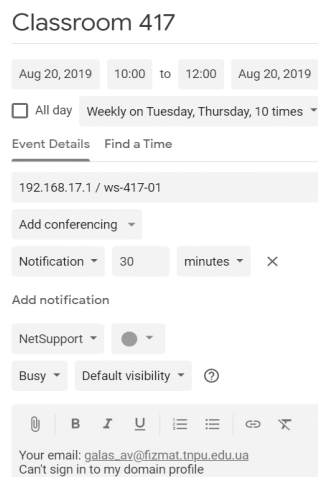 Classroom 417
Aug 20, 2019 10:00 to 12:00 Aug 20, 2019
All day Weekly on Tuesday, Thursday, 10 times
Event Details Find a Time
192.168.17.1 / ws-417-01
Add conferencing
Notification 30 minutes
Add notification
NetSupport
Busy Default visibility
B I U
Your email: galas_av@fizmat.tnpu.edu.ua
Can't sign in to my domain profile